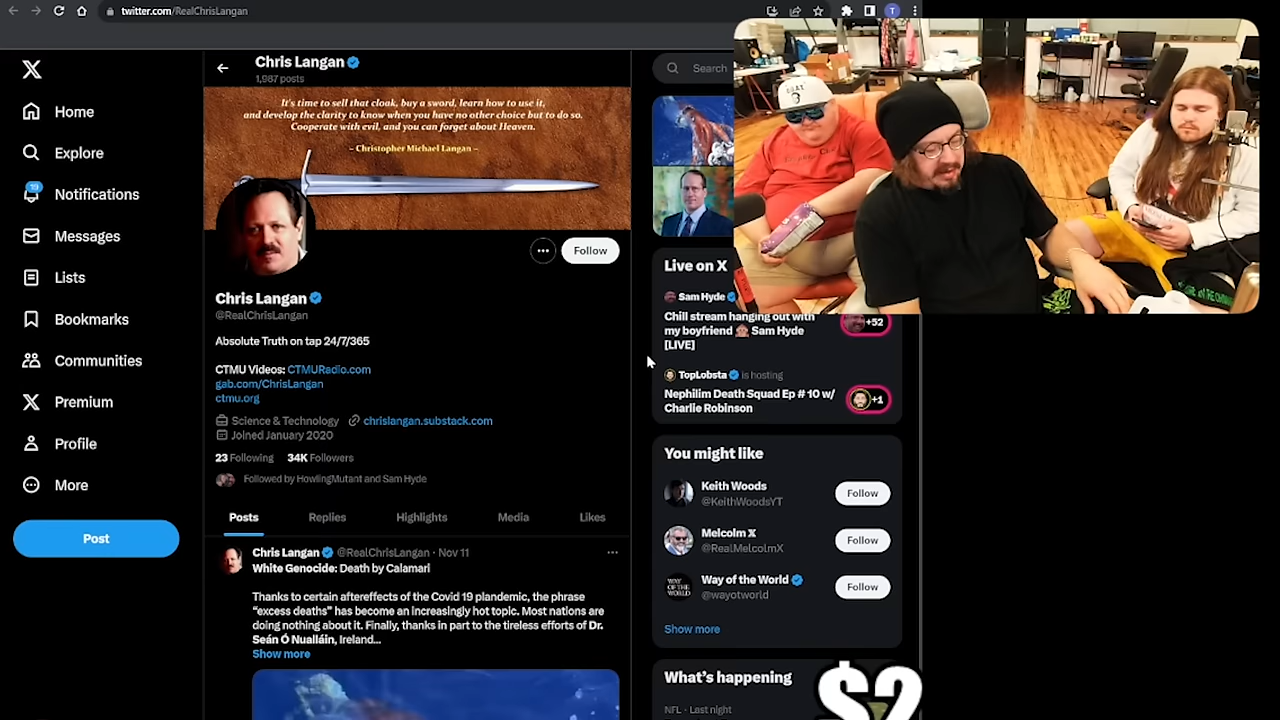 twitter.com/RealChrisLangan
T
Chris Langan
1,987 posts
Search
It's time to sell that cloak, buy a sword, learn how to use it,
and develop the clarity to know when you have no other choice but to do so.
Cooperate with evil, and you can forget about Heaven.
– Christopher Michael Langan –
Home
Explore
19
Notifications
Messages
Lists
Bookmarks
Communities
Premium
Profile
More
Post
Follow
Chris Langan
@RealChrisLangan
Absolute Truth on tap 24/7/365
CTMU Videos: CTMURadio.com
gab.com/ChrisLangan
ctmu.org
Science & Technology chrislangan.substack.com
Joined January 2020
23 Following 34K Followers
Followed by HowlingMutant and Sam Hyde
Posts Replies Highlights Media Likes
Chris Langan @RealChrisLangan · Nov 11
White Genocide: Death by Calamari
Thanks to certain aftereffects of the Covid 19 plandemic, the phrase
"excess deaths" has become an increasingly hot topic. Most nations are
doing nothing about it. Finally, thanks in part to the tireless efforts of Dr.
Seán Ó Nualláin, Ireland...
Show more
Live on X
Sam Hyde
Chill stream hanging out with
my boyfriend Sam Hyde
[LIVE]
+52
TopLobsta is hosting
Nephilim Death Squad Ep # 10 w/
Charlie Robinson
+1
You might like
Keith Woods
@KeithWoodsYT
Follow
Melcolm X
@RealMelcolmX
Follow
WAY
OF THE
WORLD
Way of the World
@wayotworld
Follow
Show more
What's happening
NFL · Last night
$2